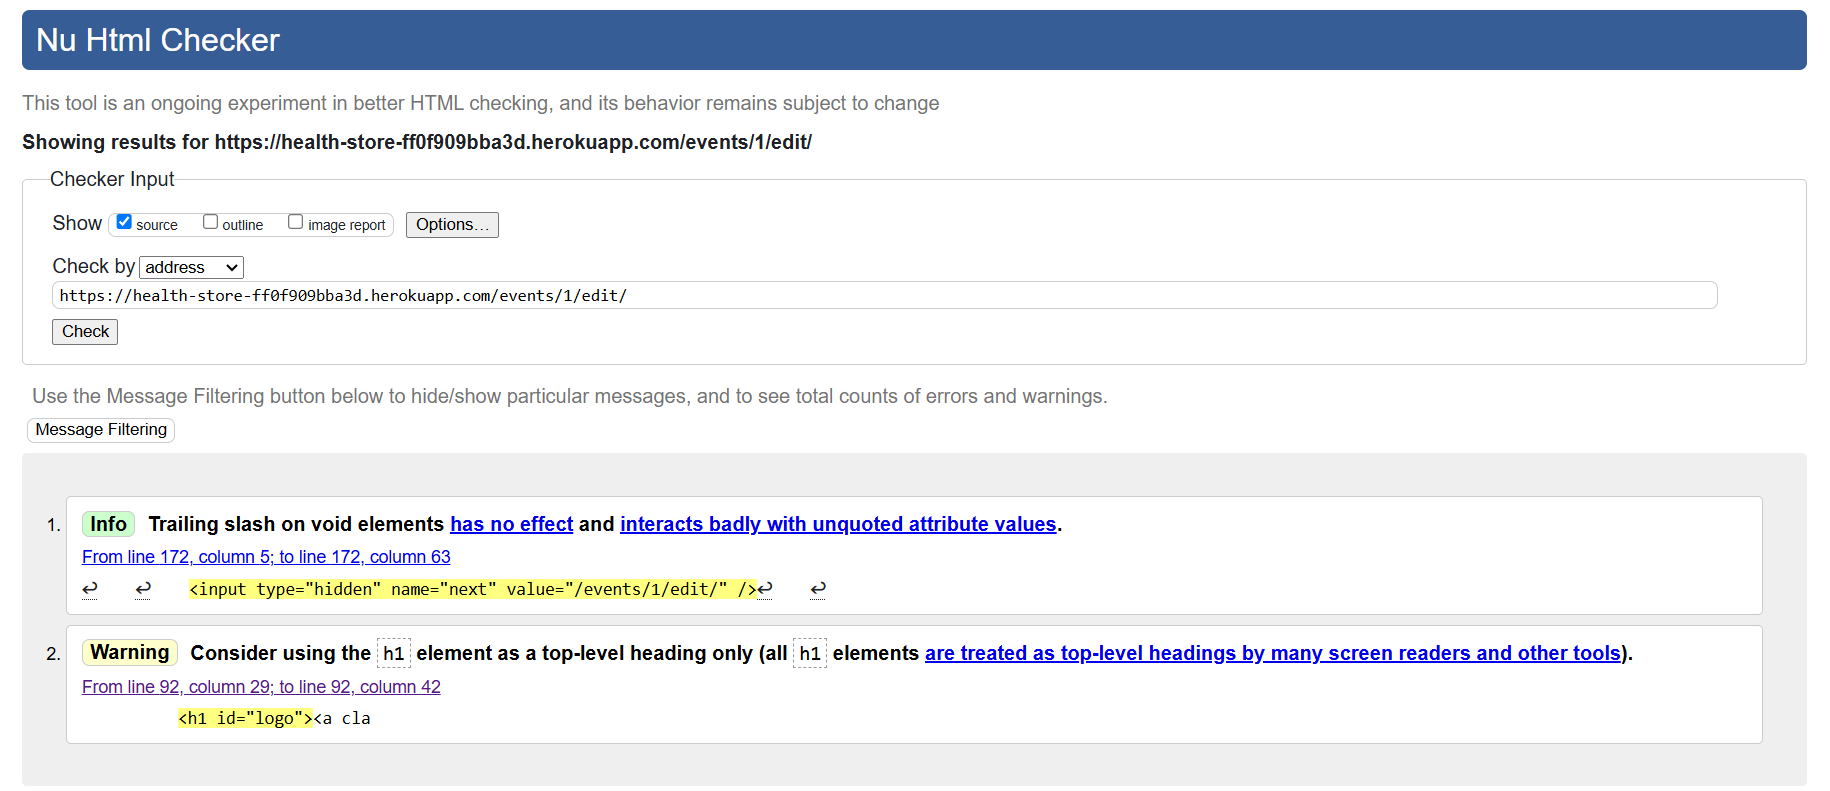 Nu Html Checker
This tool is an ongoing experiment in better HTML checking, and its behavior remains subject to change
Showing results for https://health-store-ff0f909bba3d.herokuapp.com/events/1/edit/
Checker Input
Show source outline image report Options...
Check by address
https://health-store-ff0f909bba3d.herokuapp.com/events/1/edit/
Check
Use the Message Filtering button below to hide/show particular messages, and to see total counts of errors and warnings.
Message Filtering
1. Info Trailing slash on void elements has no effect and interacts badly with unquoted attribute values.
From line 172, column 5; to line 172, column 63
↩ ↩ <input type="hidden" name="next" value="/events/1/edit/" />↩ ↩
2. Warning Consider using the h1 element as a top-level heading only (all h1 elements are treated as top-level headings by many screen readers and other tools).
From line 92, column 29; to line 92, column 42
<h1 id="logo"><a cla